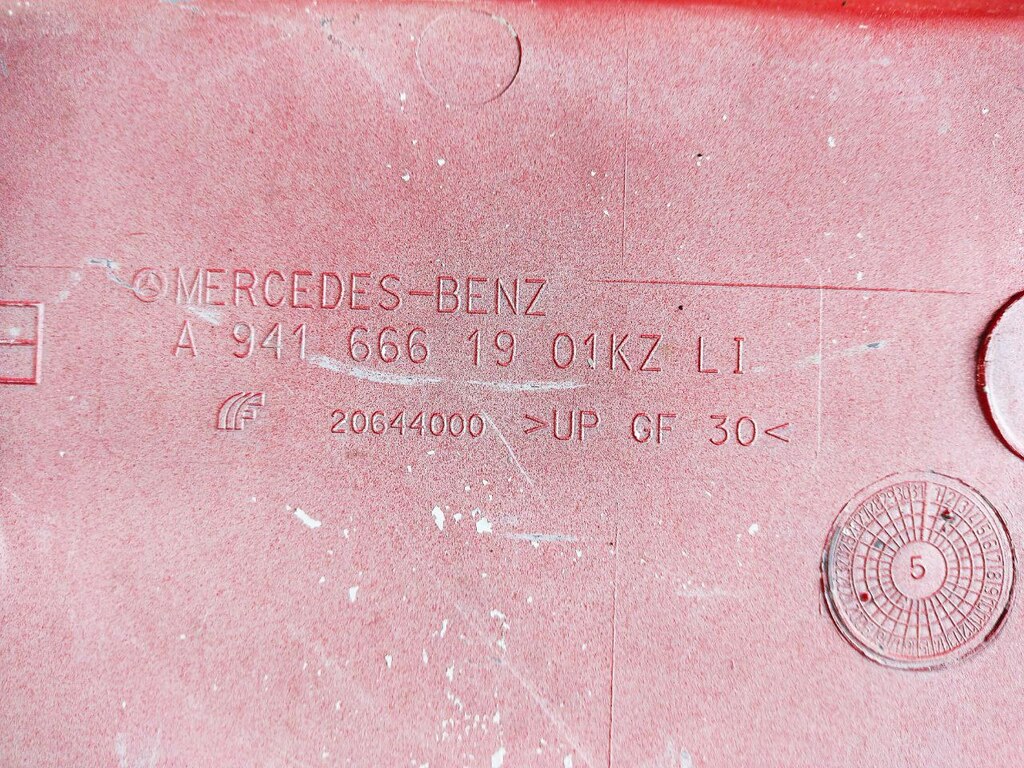 MERCEDES-BENZ
A 941 666 19 01KZ LI
20644000 >UP GF 30<
5